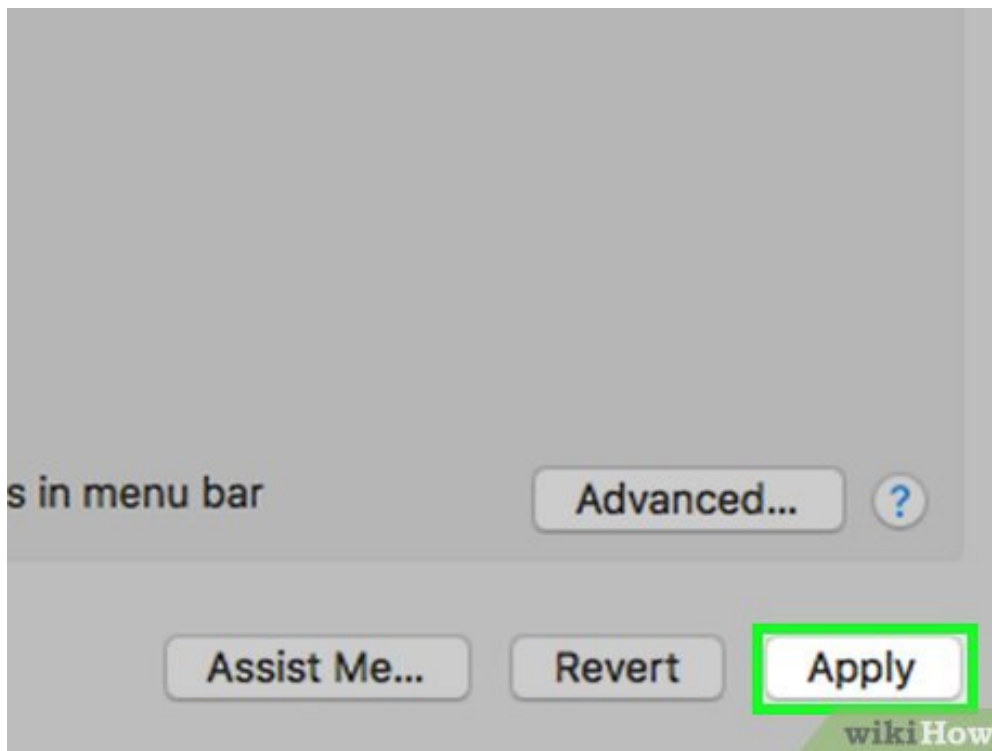 s in menu bar
Advanced...
?
Assist Me...
Revert
Apply
wikiHow